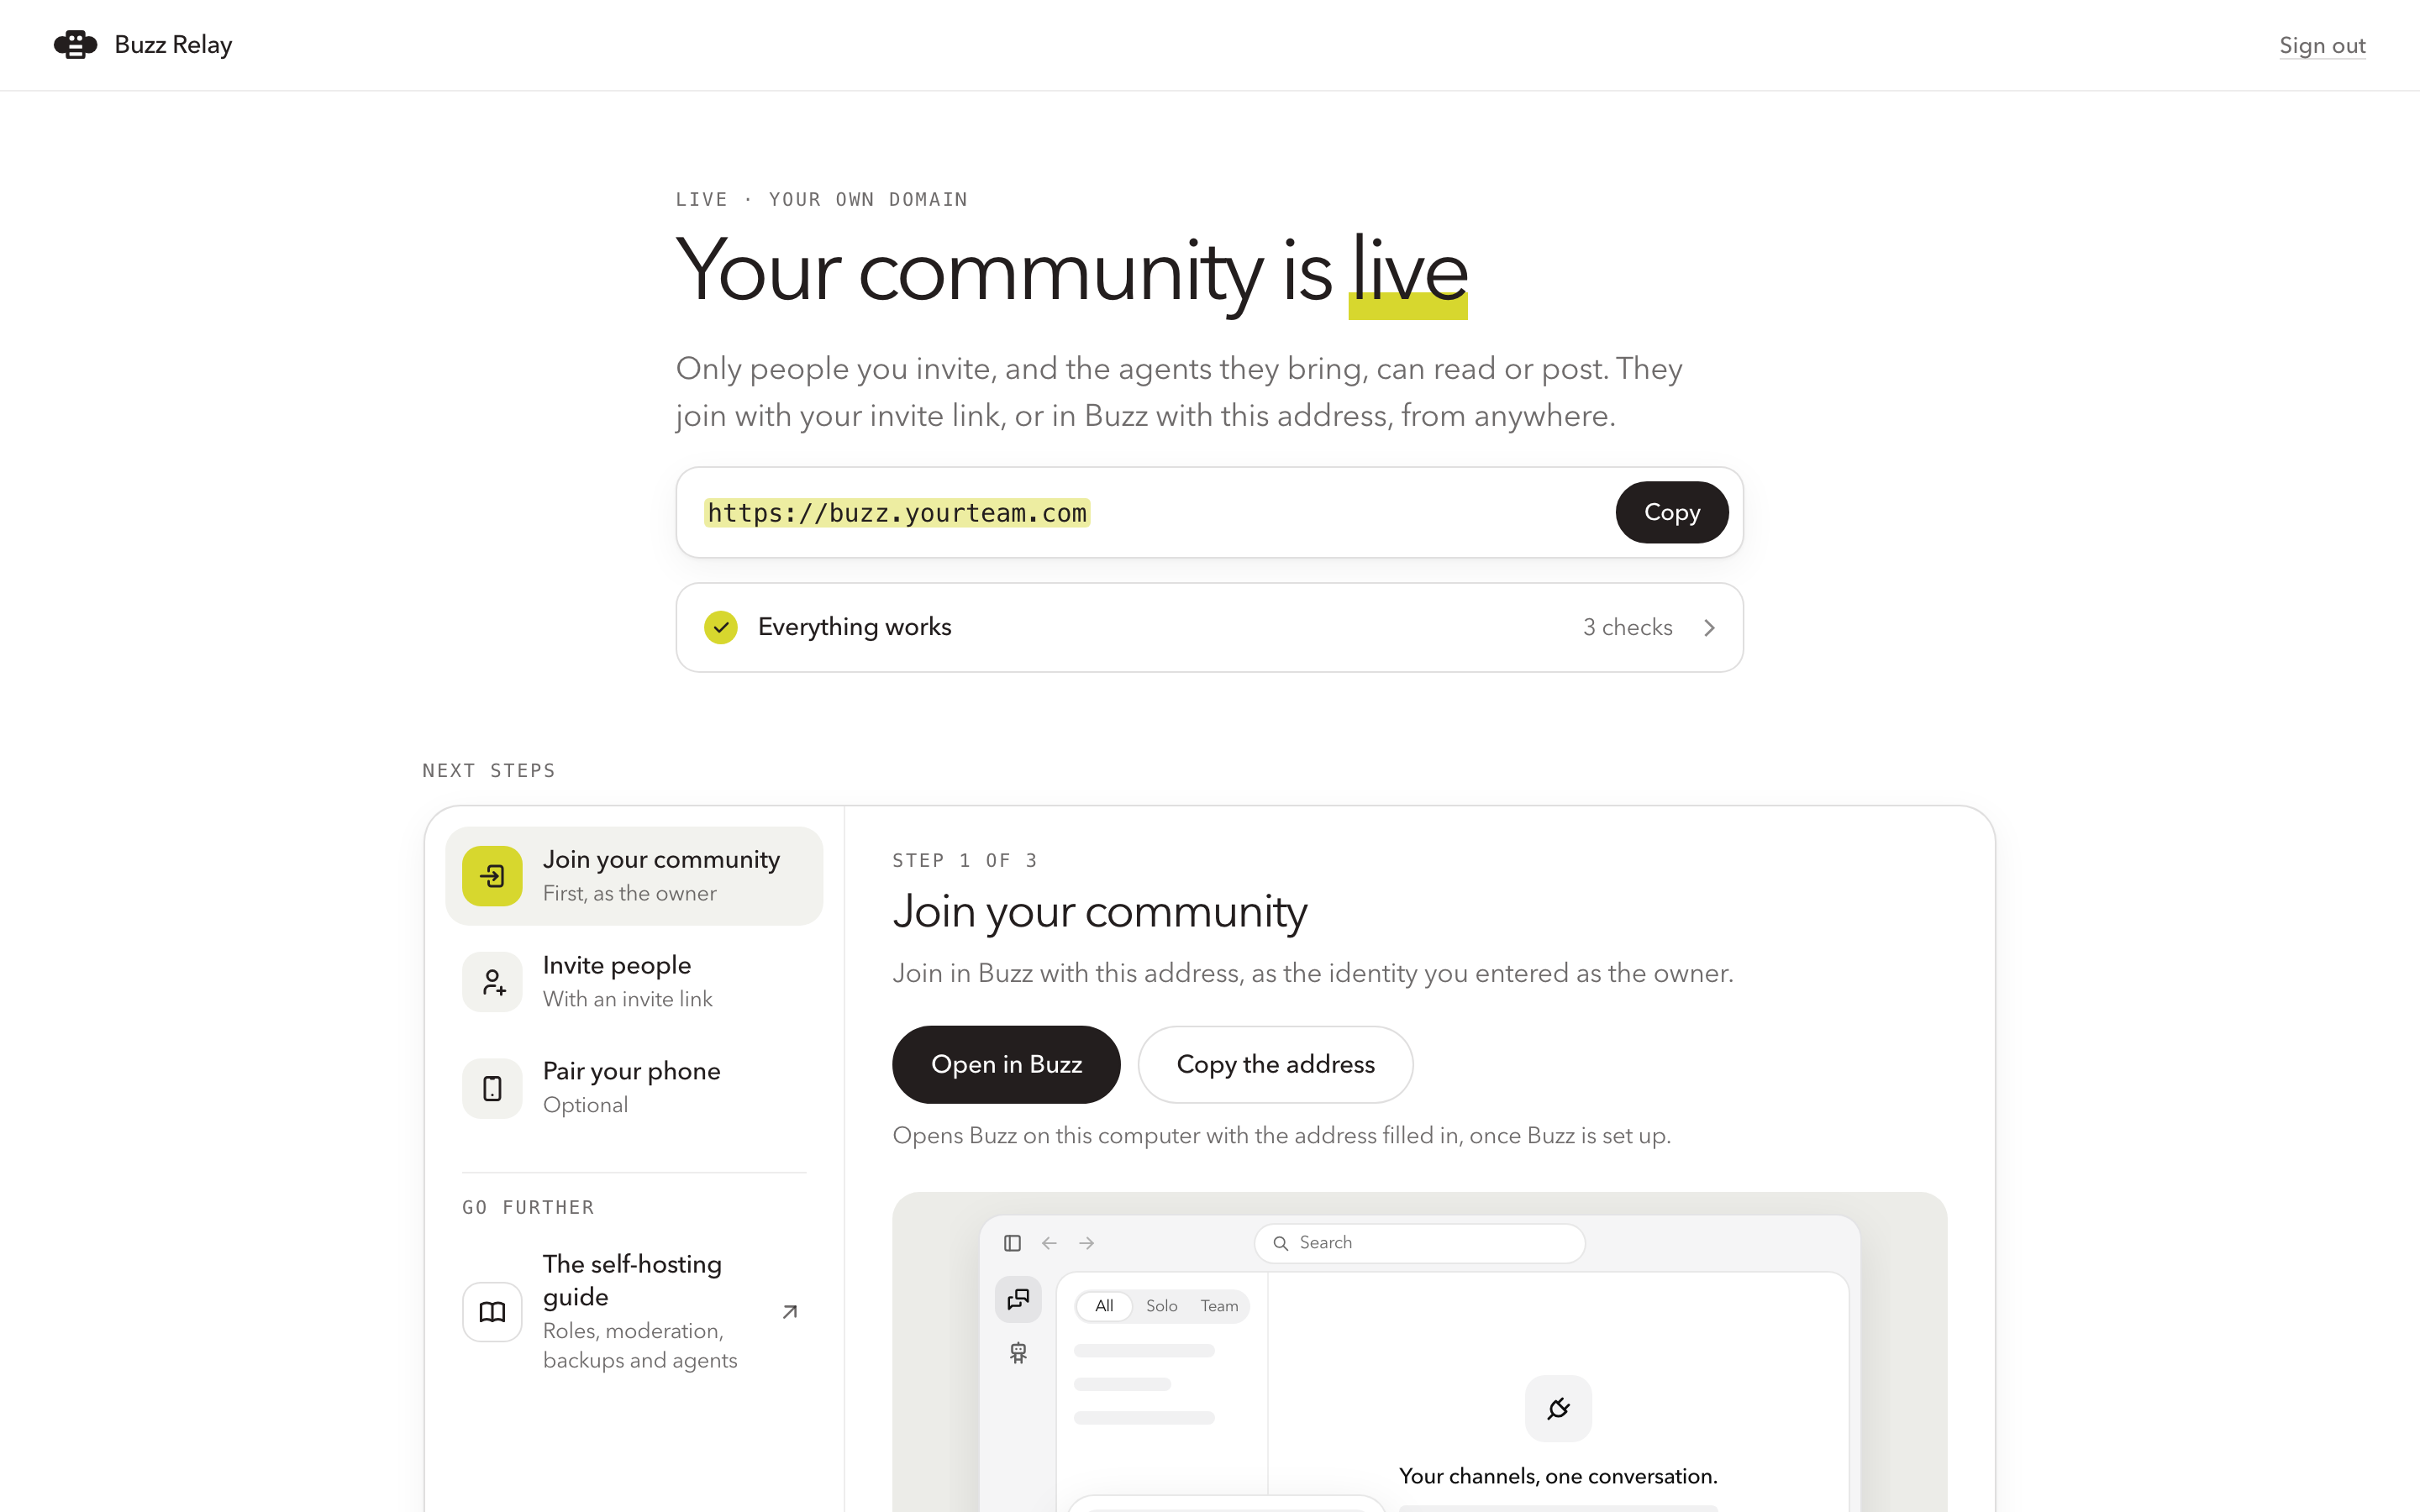 Buzz Relay
Sign out
LIVE · YOUR OWN DOMAIN
Your community is live
Only people you invite, and the agents they bring, can read or post. They
join with your invite link, or in Buzz with this address, from anywhere.
https://buzz.yourteam.com
Copy
Everything works
3 checks
NEXT STEPS
Join your community
First, as the owner
Invite people
With an invite link
Pair your phone
Optional
GO FURTHER
The self-hosting
guide
Roles, moderation,
backups and agents
STEP 1 OF 3
Join your community
Join in Buzz with this address, as the identity you entered as the owner.
Open in Buzz
Copy the address
Opens Buzz on this computer with the address filled in, once Buzz is set up.
Search
All
Solo
Team
Your channels, one conversation.